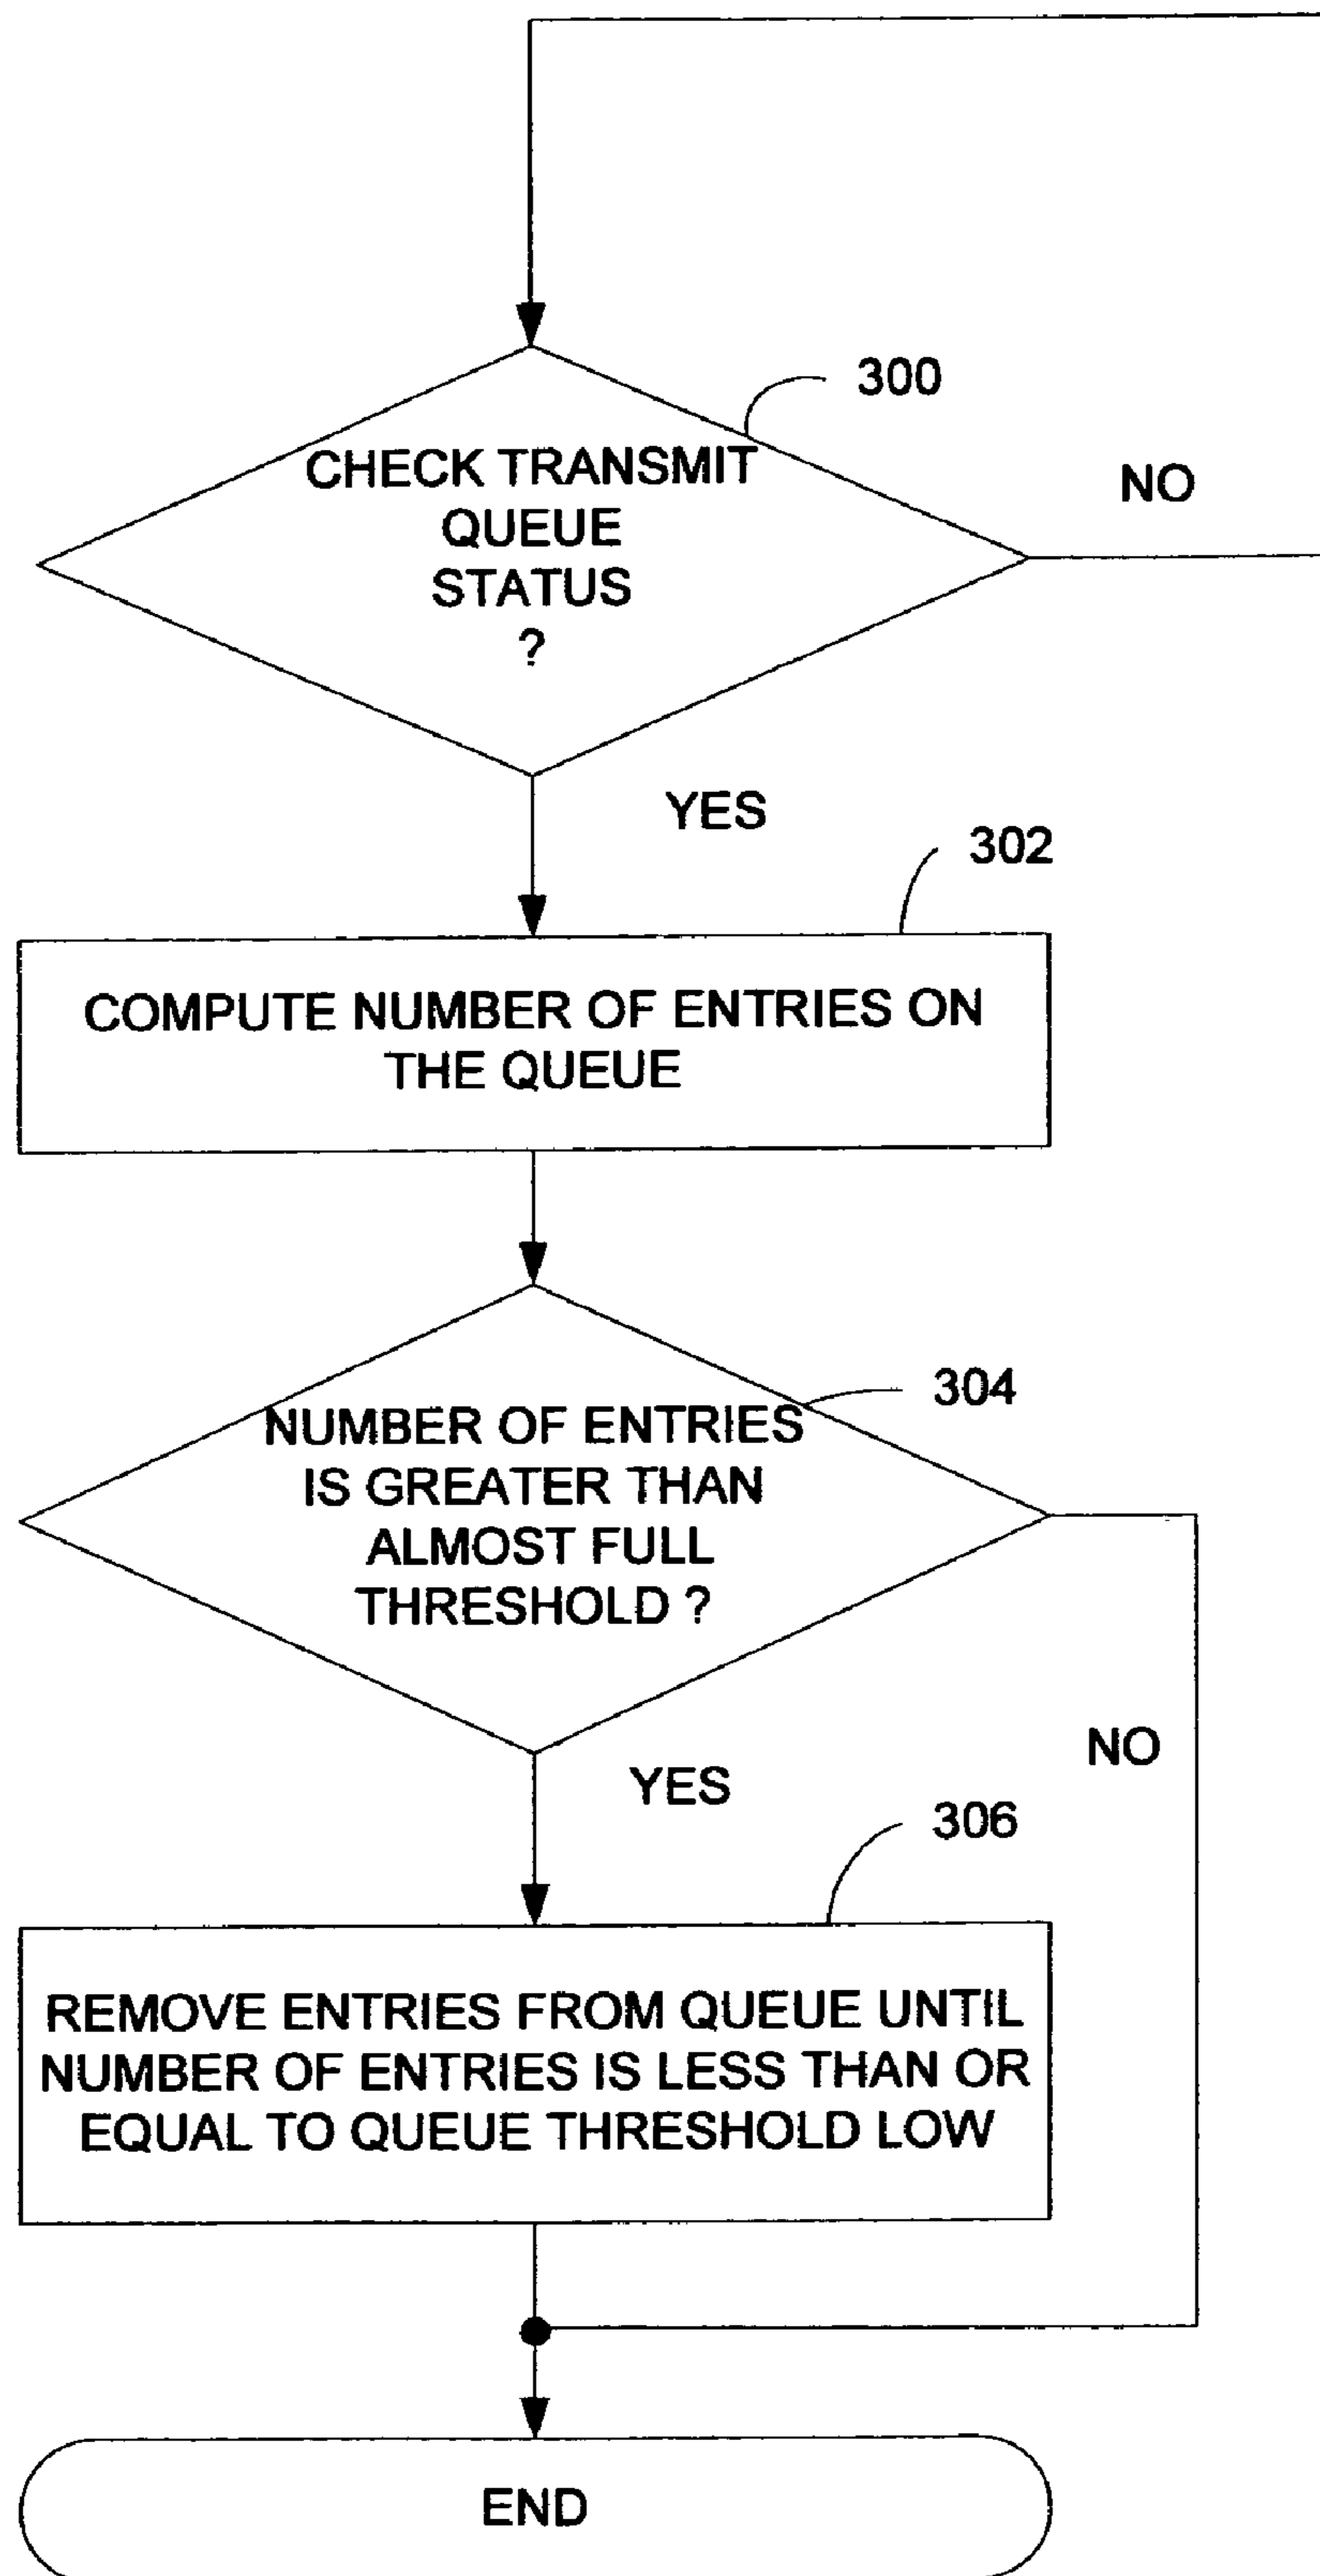 300
CHECK TRANSMIT
QUEUE
STATUS
?
NO
YES
302
COMPUTE NUMBER OF ENTRIES ON
THE QUEUE
304
NUMBER OF ENTRIES
IS GREATER THAN
ALMOST FULL
THRESHOLD ?
NO
YES
306
REMOVE ENTRIES FROM QUEUE UNTIL
NUMBER OF ENTRIES IS LESS THAN OR
EQUAL TO QUEUE THRESHOLD LOW
END